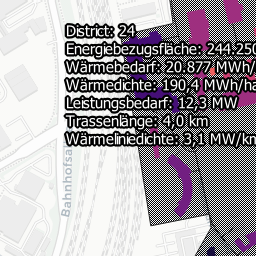 District: 24
Energiebezugsfläche: 244.250
Wärmebedarf: 20.877 MWh/
Wärmedichte: 190,4 MWh/ha
Leistungsbedarf: 12,3 MW
Trassenlänge: 4,0 km
Wärmeliniedichte: 3,1 MW/km
Bahnhofsa